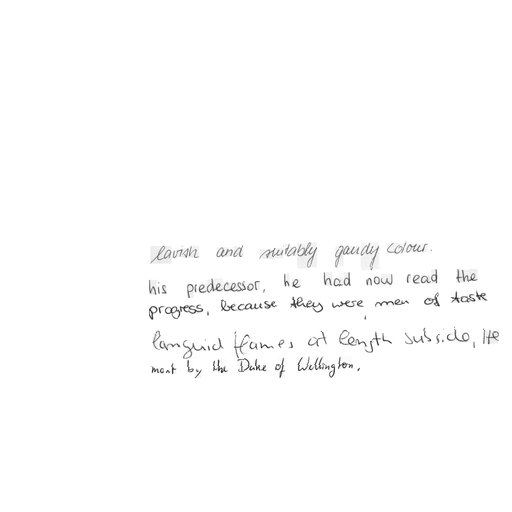 lavish and suitably gaudy colour.
his predecessor, he had now read the
progress, because they were men of taste
languid flames at length subside, the
ment by the Duke of Wellington.